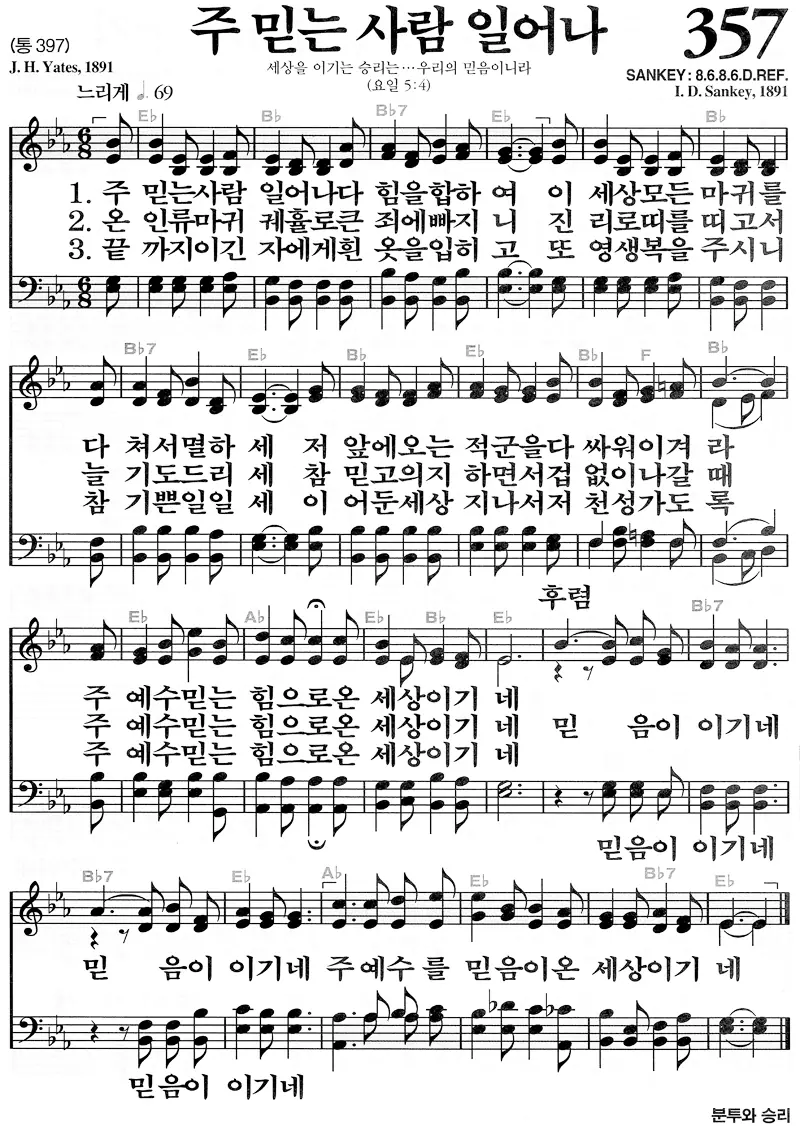 주 믿는 사람 일어나
357
(통 397)
J. H. Yates, 1891
세상을 이기는 승리는…우리의 믿음이니라
(요일 5:4)
SANKEY: 8.6.8.6.D.REF.
I. D. Sankey, 1891
느리게 ♩. 69
E♭ B♭ B♭7 E♭ B♭
1. 주 믿는사람 일어나다 힘을합하 여 이 세상모든 마귀를
2. 온 인류마귀 궤휼로큰 죄에빠지 니 진 리로띠를 띠고서
3. 끝 까지이긴 자에게흰 옷을입히 고 또 영생복을 주시니
B♭7 E♭ B♭ E♭ B♭ F B♭
다 쳐서멸하 세 저 앞에오는 적군을다 싸워이겨 라
늘 기도드리 세 참 믿고의지 하면서겁 없이나갈 때
참 기쁜일일 세 이 어둔세상 지나서저 천성가도 록
후렴
E♭ A♭ E♭ B♭ E♭ B♭7
주 예수믿는 힘으로온 세상이기 네
주 예수믿는 힘으로온 세상이기 네 믿 음이 이기네
주 예수믿는 힘으로온 세상이기 네
믿음이 이기네
B♭7 E♭ A♭ E♭ B♭7 E♭
믿 음이 이기네 주예수를 믿음이온 세상이기 네
믿음이 이기네
분투와 승리